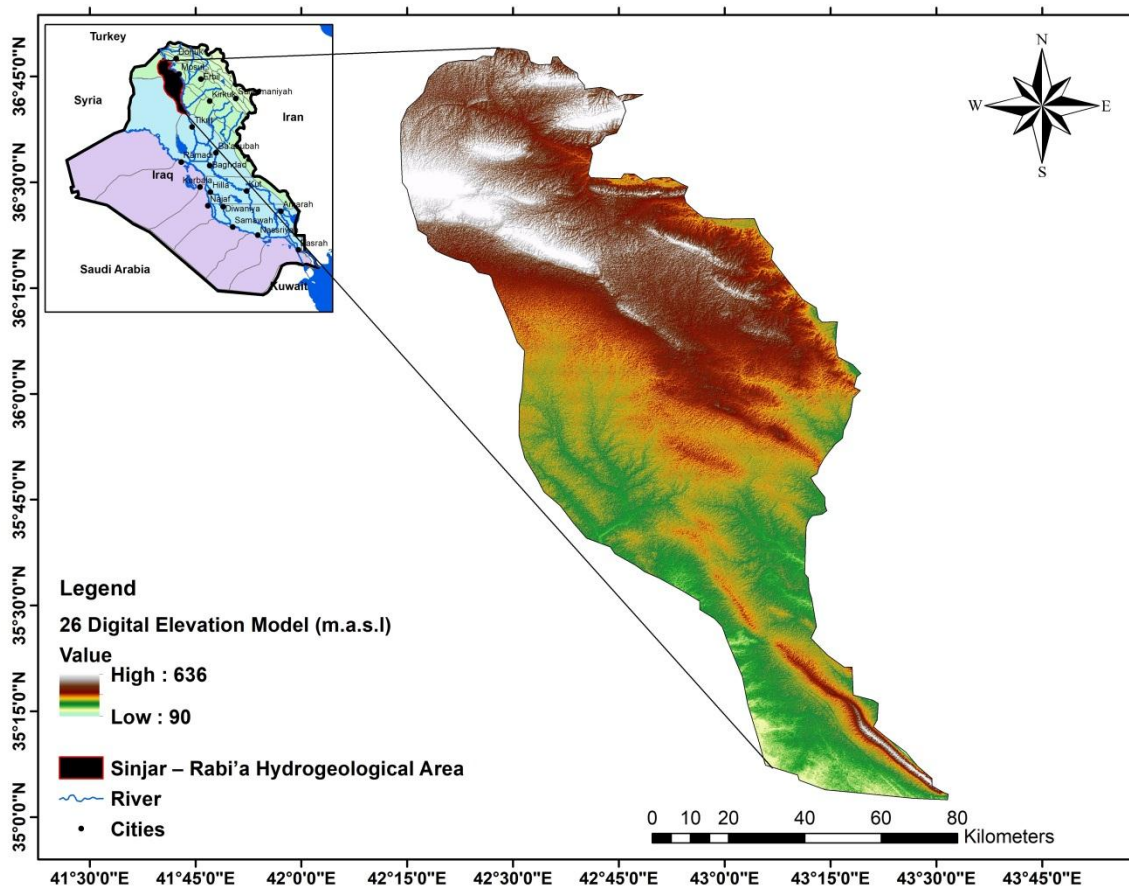 Turkey
Syria
Iran
Iraq
Saudi Arabia
Kuwait
Mosul
Erbil
Kirkuk
Tikrit
Ba'aqubah
Ramadi
Baghdad
Kerbala
Hilla
Kut
Najaf
Diwaniya
Amarah
Samawah
Nassriya
N
W
E
S
36°45'0"N
36°30'0"N
36°15'0"N
36°0'0"N
35°45'0"N
35°30'0"N
35°15'0"N
35°0'0"N
Legend
26 Digital Elevation Model (m.a.s.l)
Value
High : 636
Low : 90
Sinjar – Rabi'a Hydrogeological Area
River
Cities
0 10 20 40 60 80
Kilometers
41°30'0"E 41°45'0"E 42°0'0"E 42°15'0"E 42°30'0"E 42°45'0"E 43°0'0"E 43°15'0"E 43°30'0"E 43°45'0"E